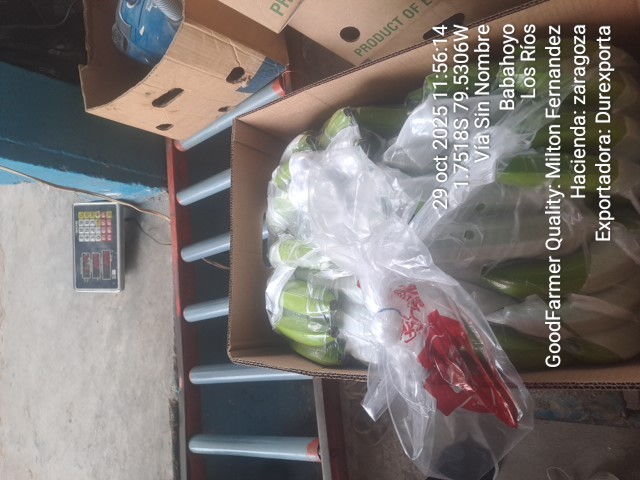 PRODUCT OF E
29 oct 2025 11:56:14
1.7518S 79.5306W
Vía Sin Nombre
Babahoyo
Los Ríos
GoodFarmer Quality: Milton Fernandez
Hacienda: zaragoza
Exportadora: Durexporta